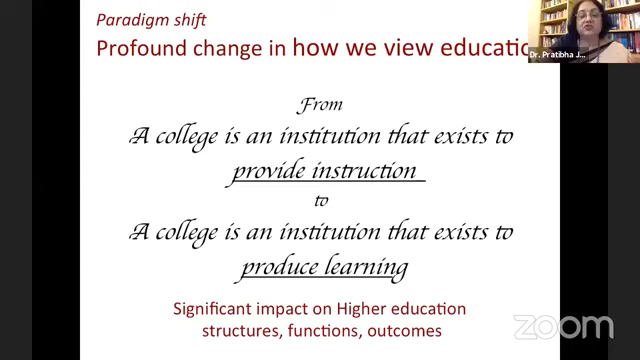 Paradigm shift
Profound change in how we view educatio
Dr. Pratibha J...
From
A college is an institution that exists to
provide instruction
to
A college is an institution that exists to
produce learning
Significant impact on Higher education
structures, functions, outcomes
zoom